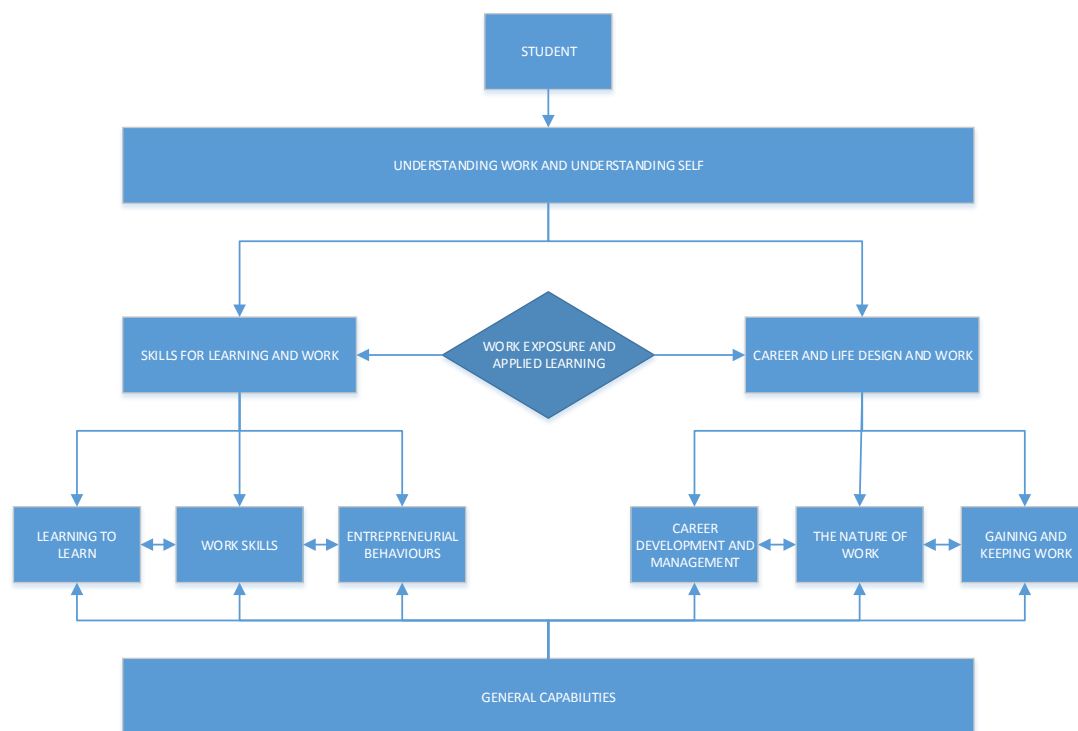 STUDENT
UNDERSTANDING WORK AND UNDERSTANDING SELF
SKILLS FOR LEARNING AND WORK
WORK EXPOSURE AND
APPLIED LEARNING
CAREER AND LIFE DESIGN AND WORK
LEARNING TO
LEARN
WORK SKILLS
ENTREPRENEURIAL
BEHAVIOURS
CAREER
DEVELOPMENT AND
MANAGEMENT
THE NATURE OF
WORK
GAINING AND
KEEPING WORK
GENERAL CAPABILITIES